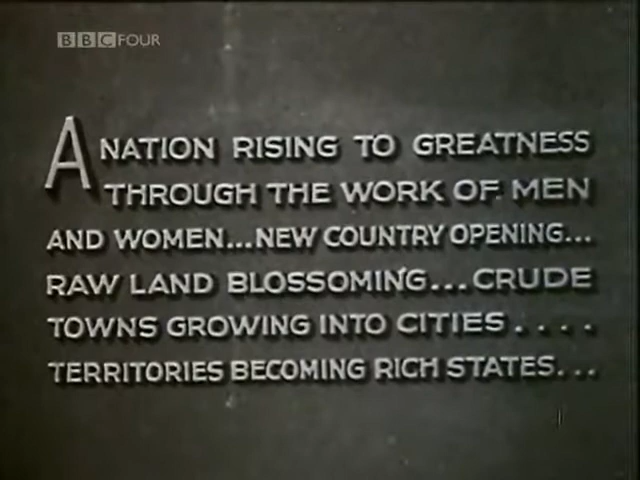 BBC FOUR
A NATION RISING TO GREATNESS
THROUGH THE WORK OF MEN
AND WOMEN...NEW COUNTRY OPENING...
RAW LAND BLOSSOMING...CRUDE
TOWNS GROWING INTO CITIES....
TERRITORIES BECOMING RICH STATES...